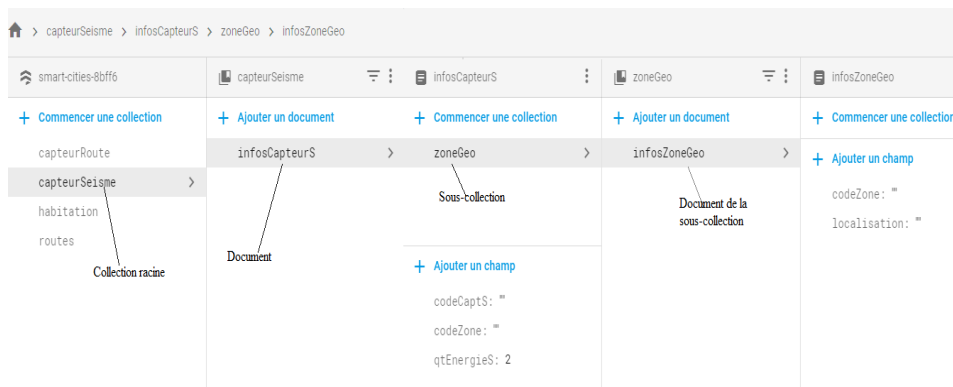 capteurSeisme > infosCapteurS > zoneGeo > infosZoneGeo
smart-cities-8bff6
+ Commencer une collection
capteurRoute
capteurSeisme >
habitation
routes
Collection racine
capteurSeisme
+ Ajouter un document
infosCapteurS >
Document
infosCapteurS
+ Commencer une collection
zoneGeo >
Sous-collection
+ Ajouter un champ
codeCaptS: ""
codeZone: ""
qtEnergieS: 2
zoneGeo
+ Ajouter un document
infosZoneGeo >
Document de la
sous-collection
infosZoneGeo
+ Commencer une collection
+ Ajouter un champ
codeZone: ""
localisation: ""